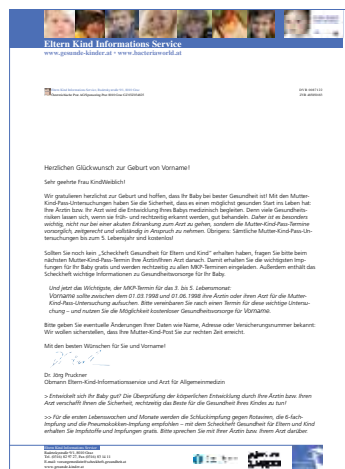 Eltern Kind Informations Service
www.gesunde-kinder.at · www.bacteriaworld.at
Herzlichen Glückwunsch zur Geburt von Vorname!
Sehr geehrte Frau KindWeiblich!
Wir gratulieren herzlichst zur Geburt und hoffen, dass Ihr Baby bei bester Gesundheit ist! Mit den Mutter-
Kind-Pass-Untersuchungen haben Sie die Sicherheit, dass es einen möglichst gesunden Start ins Leben hat:
Ihre Ärztin bzw. Ihr Arzt wird die Entwicklung Ihres Babys medizinisch begleiten. Denn viele Gesundheits-
risiken lassen sich, wenn sie früh- und rechtzeitig erkannt werden, gut behandeln. Daher ist es besonders
wichtig, nicht nur bei einer akuten Erkrankung zum Arzt zu gehen, sondern die Mutter-Kind-Pass-Termine
vorsorglich, zeitgerecht und vollständig in Anspruch zu nehmen. Übrigens: Sämtliche Mutter-Kind-Pass-Un-
tersuchungen bis zum 5. Lebensjahr sind kostenlos!
Sollten Sie noch kein „Scheckheft Gesundheit für Eltern und Kind“ erhalten haben, fragen Sie bitte beim
nächsten Mutter-Kind-Pass-Termin Ihre Ärztin/Ihren Arzt danach. Damit erhalten Sie die wichtigsten Imp-
fungen für Ihr Baby gratis und werden rechtzeitig zu allen MKP-Terminen eingeladen. Außerdem enthält das
Scheckheft wichtige Informationen zu Gesundheitsvorsorge für Ihr Baby.
Und jetzt das Wichtigste, der MKP-Termin für das 3. bis 5. Lebensmonat:
Vorname sollte zwischen dem 01.03.1998 und 01.06.1998 Ihre Ärztin oder Ihren Arzt für die Mutter-
Kind-Pass-Untersuchung aufsuchen. Bitte vereinbaren Sie rasch einen Termin für diese wichtige Untersu-
chung – und nutzen Sie die Möglichkeit kostenloser Gesundheitsvorsorge für Vorname.
Bitte geben Sie eventuelle Änderungen Ihrer Daten wie Name, Adresse oder Versicherungsnummer bekannt:
Wir wollen sicherstellen, dass Ihre Mutter-Kind-Post Sie zur rechten Zeit erreicht.
Mit den besten Wünschen für Sie und Vorname!
Dr. Jörg Pruckner
Obmann Eltern-Kind-Informationsservice und Arzt für Allgemeinmedizin
> Entwickelt sich Ihr Baby gut? Die Überprüfung der körperlichen Entwicklung durch Ihre Ärztin bzw. Ihren
Arzt verschafft Ihnen die Sicherheit, rechtzeitig das Beste für die Gesundheit Ihres Kindes zu tun!
>> Für die ersten Lebenswochen und Monate werden die Schluckimpfung gegen Rotaviren, die 6-fach-
Impfung und die Pneumokokken-Impfung empfohlen – mit dem Scheckheft Gesundheit für Eltern und Kind
erhalten Sie Impfstoffe und Impfungen gratis. Bitte sprechen Sie mit Ihrer Ärztin bzw. Ihrem Arzt darüber.
Eltern Kind Informations Service
www.gesunde-kinder.at